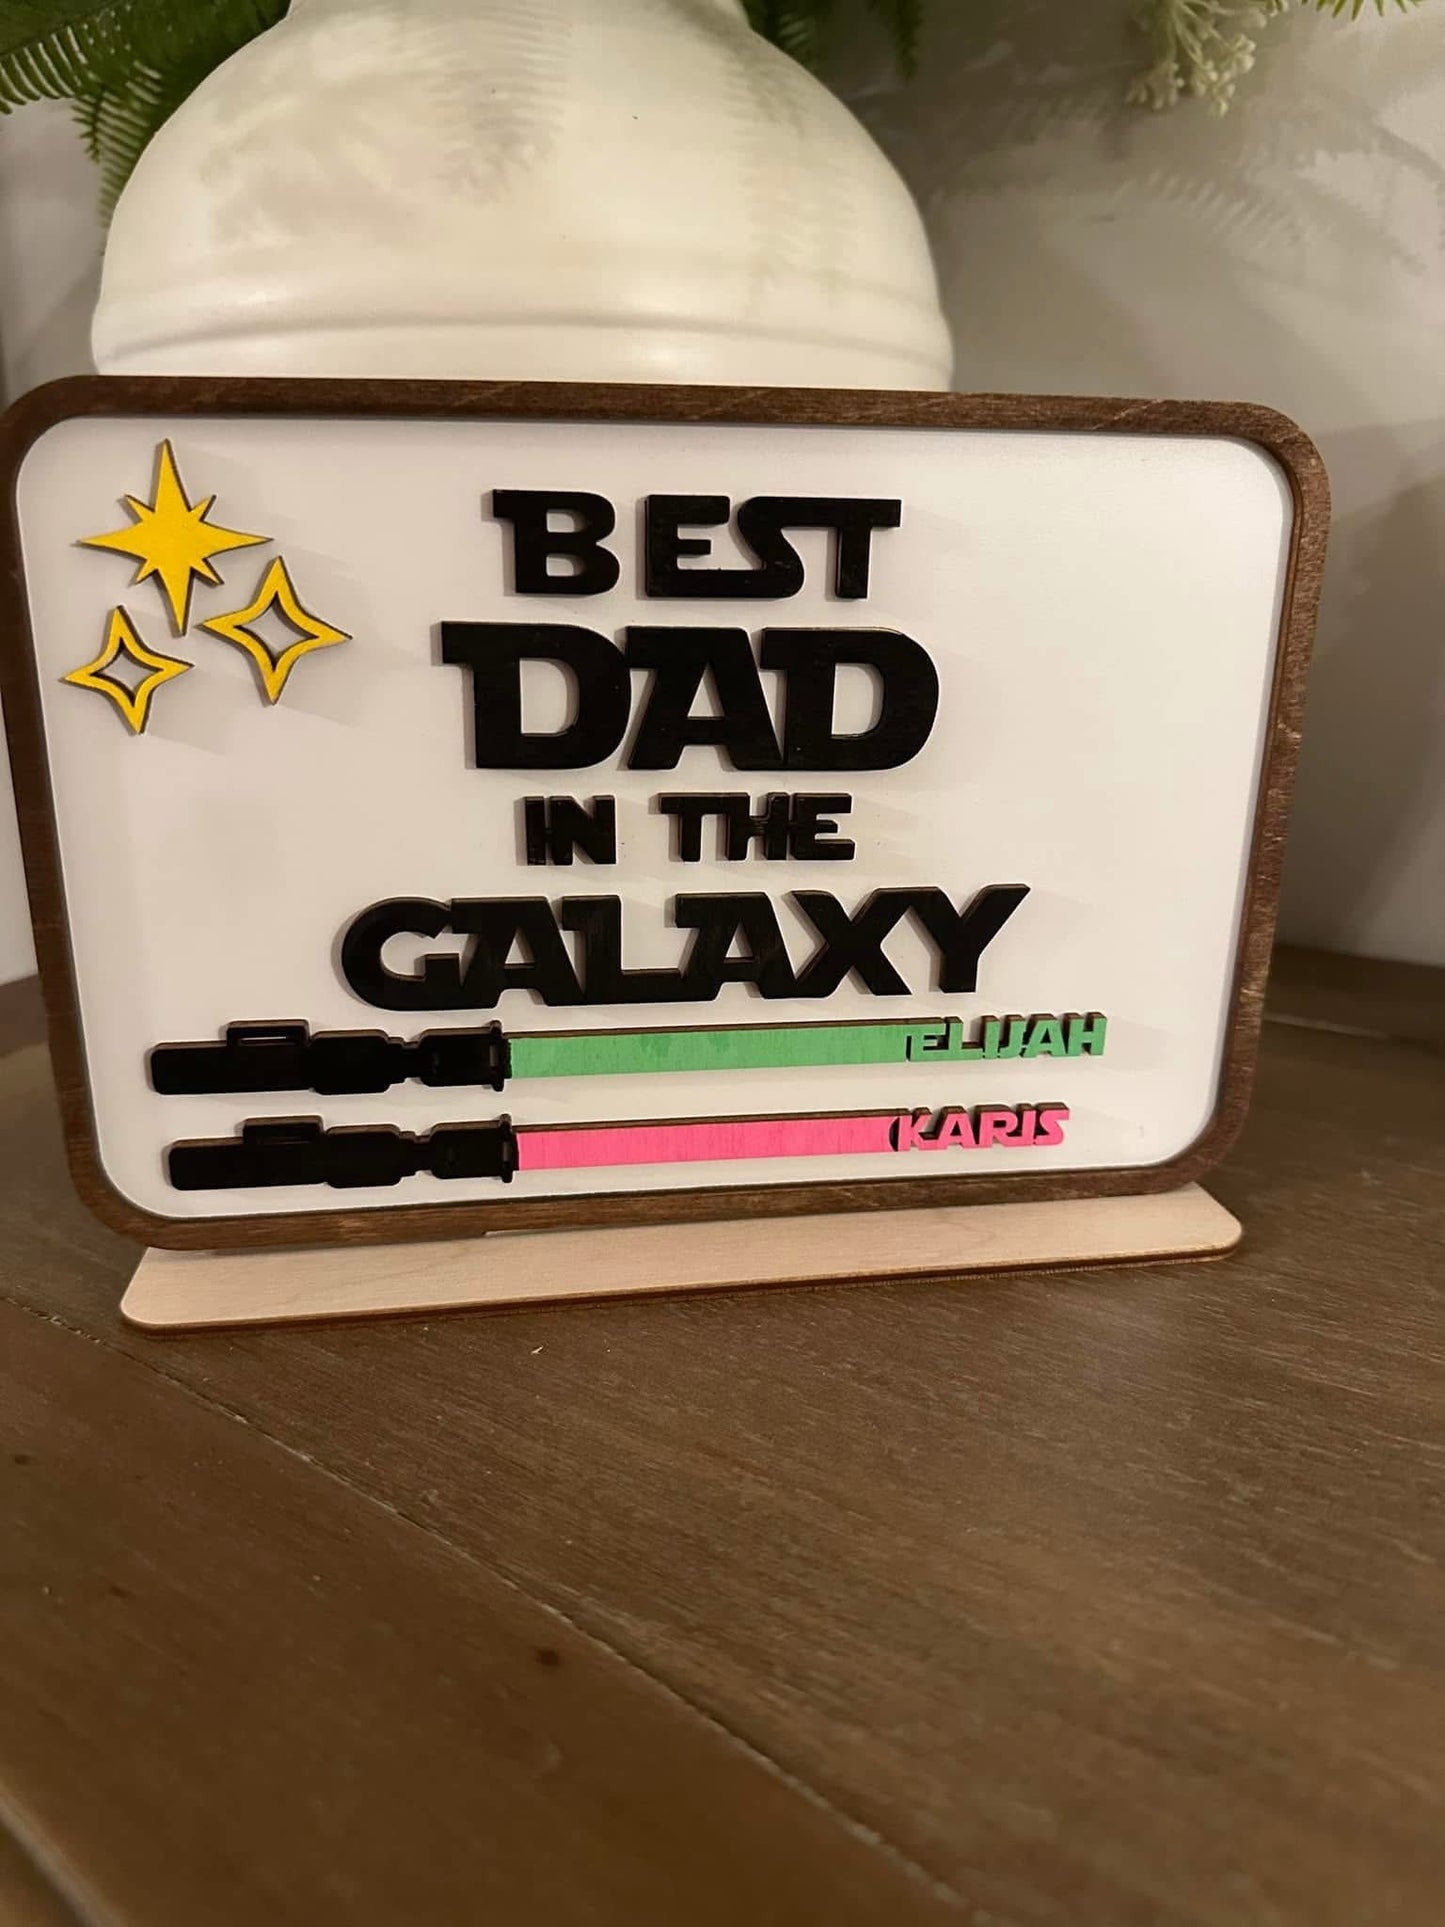 BEST
DAD
IN THE
GALAXY
ELIJAH
KARIS